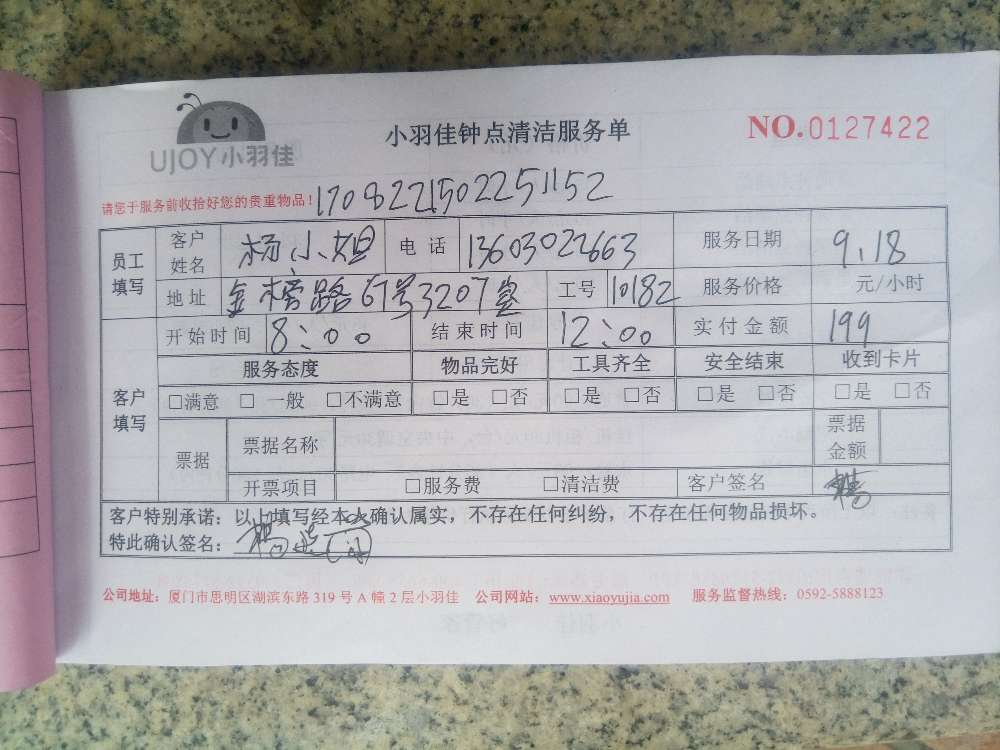 UJOY小羽佳
小羽佳钟点清洁服务单
NO.0127422
请您于服务前收拾好您的贵重物品！1708221502251152
员工填写 客户姓名 杨小姐 电话 13603022663 服务日期 9.18
地址 金榜路67号3207室 工号 10182 服务价格 元/小时
开始时间 8:00 结束时间 12:00 实付金额 199
客户填写 服务态度 物品完好 工具齐全 安全结束 收到卡片
□满意 □一般 □不满意 □是 □否 □是 □否 □是 □否 □是 □否
票据 票据名称 票据金额
开票项目 □服务费 □清洁费 客户签名
客户特别承诺：以上填写经本人确认属实，不存在任何纠纷，不存在任何物品损坏。
特此确认签名：
公司地址：厦门市思明区湖滨东路 319 号 A 幢 2 层小羽佳 公司网站：www.xiaoyujia.com 服务监督热线：0592-5888123